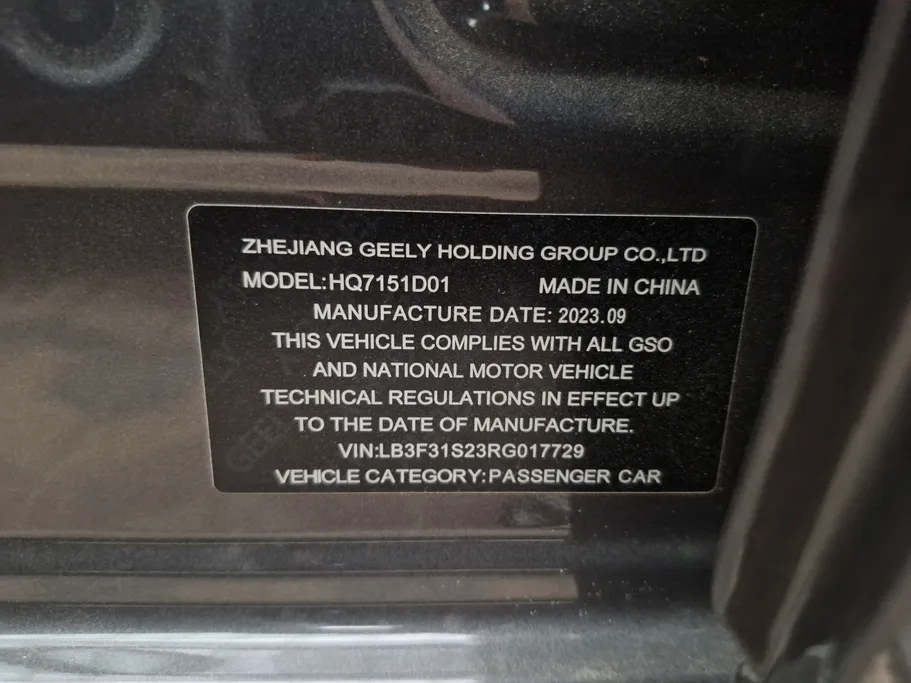 ZHEJIANG GEELY HOLDING GROUP CO.,LTD
MODEL:HQ7151D01 MADE IN CHINA
MANUFACTURE DATE: 2023.09
THIS VEHICLE COMPLIES WITH ALL GSO
AND NATIONAL MOTOR VEHICLE
TECHNICAL REGULATIONS IN EFFECT UP
TO THE DATE OF MANUFACTURE.
VIN:LB3F31S23RG017729
VEHICLE CATEGORY:PASSENGER CAR